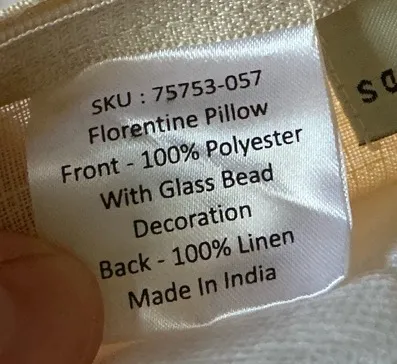 SKU : 75753-057
Florentine Pillow
Front - 100% Polyester
With Glass Bead
Decoration
Back - 100% Linen
Made In India